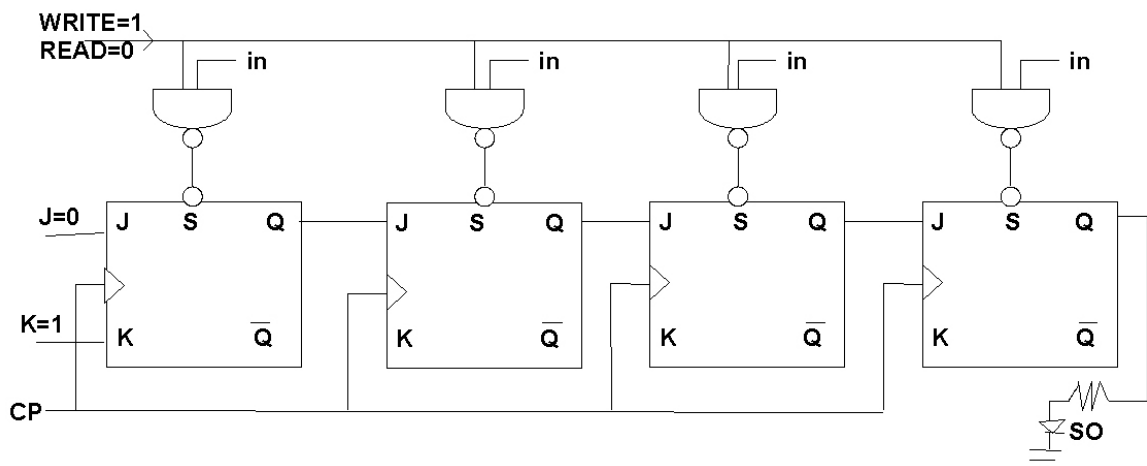 WRITE=1
READ=0
in in in in
J=0
J S Q J S Q J S Q J S Q
K=1
K Q̅ K Q̅ K Q̅ K Q̅
CP
SO